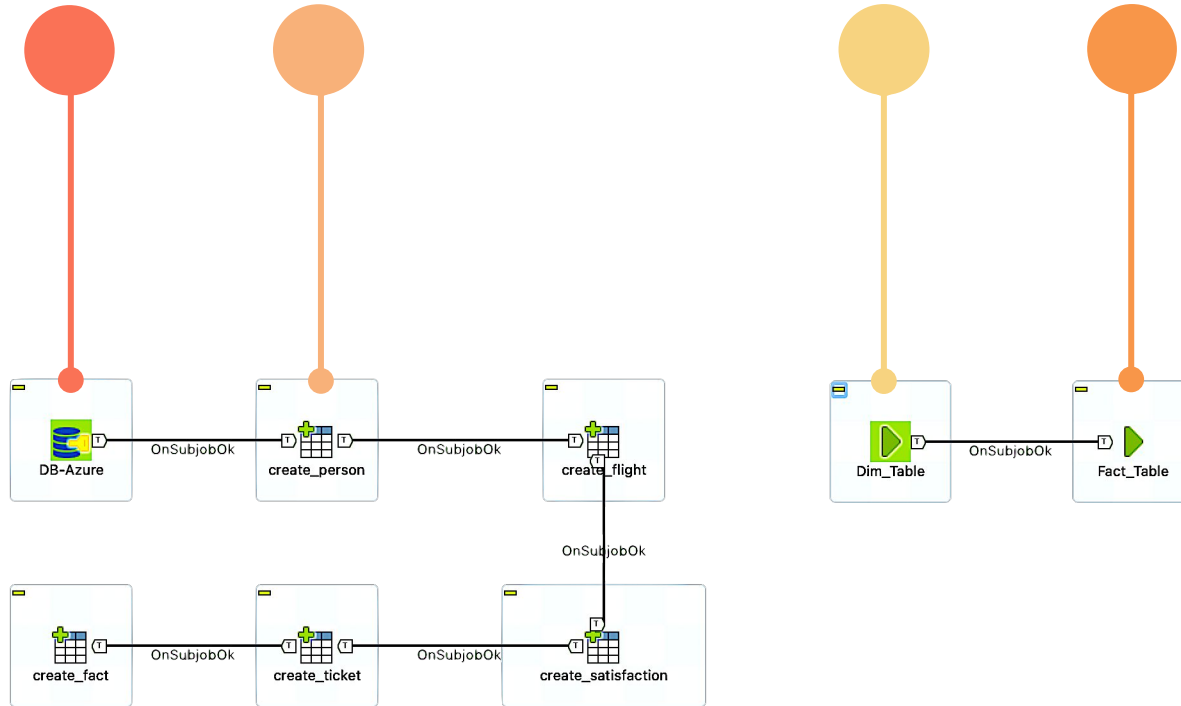 OnSubjobOk
OnSubjobOk
OnSubjobOk
DB-Azure
create_person
create_flight
Dim_Table
Fact_Table
OnSubjobOk
OnSubjobOk
OnSubjobOk
create_fact
create_ticket
create_satisfaction
T
T
T
T
T
T
T
T
T
T
T
T